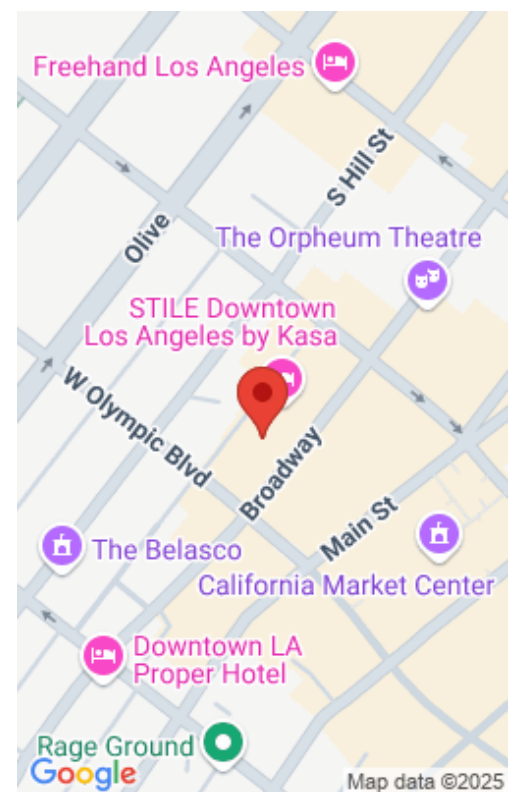 Freehand Los Angeles
S Hill St
Olive
The Orpheum Theatre
STILE Downtown
Los Angeles by Kasa
W Olympic Blvd
Broadway
Main St
The Belasco
California Market Center
Downtown LA
Proper Hotel
Rage Ground
Google
Map data ©2025